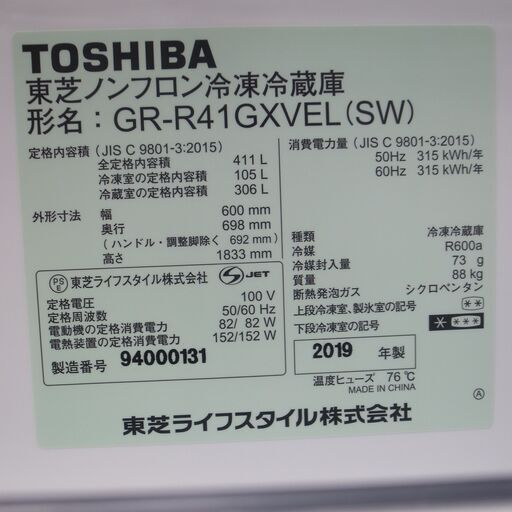 TOSHIBA
東芝ノンフロン冷凍冷蔵庫
形名：GR-R41GXVEL(SW)
定格内容積（JIS C 9801-3:2015）
全定格内容積 411 L
冷凍室の定格内容積 105 L
冷蔵室の定格内容積 306 L
外形寸法 幅 600 mm
奥行 698 mm
（ハンドル・調整脚除く 692 mm）
高さ 1833 mm
消費電力量（JIS C 9801-3:2015）
50Hz 315 kWh/年
60Hz 315 kWh/年
種類 冷凍冷蔵庫
冷媒 R600a
冷媒封入量 73 g
質量 88 kg
断熱発泡ガス シクロペンタン
上段冷凍室、製氷室の記号 **
下段冷凍室の記号 * ***
PS E 東芝ライフスタイル株式会社 S JET
定格電圧 100 V
定格周波数 50/60 Hz
電動機の定格消費電力 82/ 82 W
電熱装置の定格消費電力 152/152 W
製造番号 94000131
2019 年製
温度ヒューズ 76℃
MADE IN CHINA
A
東芝ライフスタイル株式会社